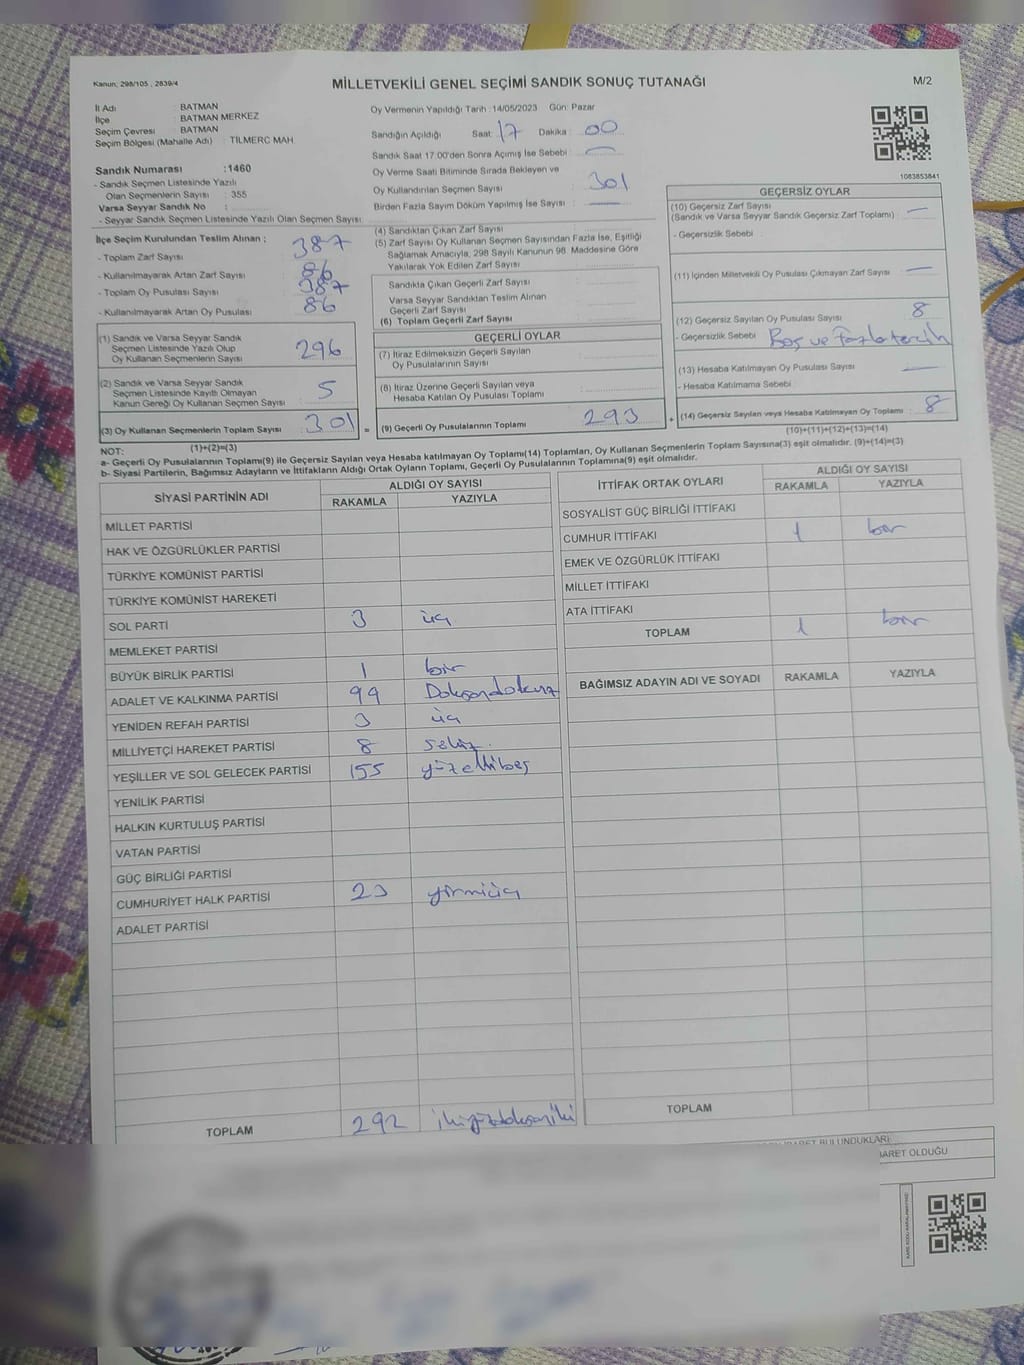 Kanun; 298/105 , 2839/4
MİLLETVEKİLİ GENEL SEÇİMİ SANDIK SONUÇ TUTANAĞI
M/2
İl Adı : BATMAN
İlçe : BATMAN MERKEZ
Seçim Çevresi : BATMAN
Seçim Bölgesi (Mahalle Adı) : TİLMERC MAH
Sandık Numarası :1460
- Sandık Seçmen Listesinde Yazılı
Olan Seçmenlerin Sayısı : 355
Varsa Seyyar Sandık No :
- Seyyar Sandık Seçmen Listesinde Yazılı Olan Seçmen Sayısı
Oy Vermenin Yapıldığı Tarih : 14/05/2023 Gün: Pazar
Sandığın Açıldığı Saat: 17 Dakika : 00
Sandık Saat 17.00'den Sonra Açımış İse Sebebi : —
Oy Verme Saati Bitiminde Sırada Bekleyen ve
Oy Kullandırılan Seçmen Sayısı : 301
Birden Fazla Sayım Döküm Yapılmış İse Sayısı : —
1083853841
İlçe Seçim Kurulundan Teslim Alınan ;
- Toplam Zarf Sayısı : 387
- Kullanılmayarak Artan Zarf Sayısı : 86
- Toplam Oy Pusulası Sayısı : 387
- Kullanılmayarak Artan Oy Pusulası : 86
(1) Sandık ve Varsa Seyyar Sandık
Seçmen Listesinde Yazılı Olup
Oy Kullanan Seçmenlerin Sayısı : 296
(2) Sandık ve Varsa Seyyar Sandık
Seçmen Listesinde Kayıtlı Olmayan
Kanun Gereği Oy Kullanan Seçmen Sayısı : 5
(3) Oy Kullanan Seçmenlerin Toplam Sayısı : 301
(1)+(2)=(3)
(4) Sandıktan Çıkan Zarf Sayısı
(5) Zarf Sayısı Oy Kullanan Seçmen Sayısından Fazla İse, Eşitliği
Sağlamak Amacıyla, 298 Sayılı Kanunun 98. Maddesine Göre
Yakılarak Yok Edilen Zarf Sayısı
Sandıkta Çıkan Geçerli Zarf Sayısı
Varsa Seyyar Sandıktan Teslim Alınan
Geçerli Zarf Sayısı
(6) Toplam Geçerli Zarf Sayısı
GEÇERLİ OYLAR
(7) İtiraz Edilmeksizin Geçerli Sayılan
Oy Pusulalarının Sayısı
(8) İtiraz Üzerine Geçerli Sayılan veya
Hesaba Katılan Oy Pusulası Toplamı
= (9) Geçerli Oy Pusulalarının Toplamı : 293
GEÇERSİZ OYLAR
(10) Geçersiz Zarf Sayısı
(Sandık ve Varsa Seyyar Sandık Geçersiz Zarf Toplamı) : —
- Geçersizlik Sebebi :
(11) İçinden Milletvekili Oy Pusulası Çıkmayan Zarf Sayısı : —
(12) Geçersiz Sayılan Oy Pusulası Sayısı : 8
- Geçersizlik Sebebi : Boş ve Fazla tercih
(13) Hesaba Katılmayan Oy Pusulası Sayısı : —
- Hesaba Katılmama Sebebi :
+ (14) Geçersiz Sayılan veya Hesaba Katılmayan Oy Toplamı : 8
(10)+(11)+(12)+(13)=(14)
NOT:
a- Geçerli Oy Pusulalarının Toplamı(9) ile Geçersiz Sayılan veya Hesaba katılmayan Oy Toplamı(14) Toplamları, Oy Kullanan Seçmenlerin Toplam Sayısına(3) eşit olmalıdır. (9)+(14)=(3)
b- Siyasi Partilerin, Bağımsız Adayların ve İttifakların Aldığı Ortak Oyların Toplamı, Geçerli Oy Pusulalarının Toplamına(9) eşit olmalıdır.
SİYASİ PARTİNİN ADI
ALDIĞI OY SAYISI
RAKAMLA YAZIYLA
MİLLET PARTİSİ
HAK VE ÖZGÜRLÜKLER PARTİSİ
TÜRKİYE KOMÜNİST PARTİSİ
TÜRKİYE KOMÜNİST HAREKETİ
SOL PARTİ 3 üç
MEMLEKET PARTİSİ
BÜYÜK BİRLİK PARTİSİ 1 bir
ADALET VE KALKINMA PARTİSİ 99 Doksandokuz
YENİDEN REFAH PARTİSİ 3 üç
MİLLİYETÇİ HAREKET PARTİSİ 8 sekiz
YEŞİLLER VE SOL GELECEK PARTİSİ 155 yüzellibeş
YENİLİK PARTİSİ
HALKIN KURTULUŞ PARTİSİ
VATAN PARTİSİ
GÜÇ BİRLİĞİ PARTİSİ
CUMHURİYET HALK PARTİSİ 23 yirmiüç
ADALET PARTİSİ
TOPLAM 292 ikiyüzdoksaniki
İTTİFAK ORTAK OYLARI
ALDIĞI OY SAYISI
RAKAMLA YAZIYLA
SOSYALİST GÜÇ BİRLİĞİ İTTİFAKI
CUMHUR İTTİFAKI 1 bir
EMEK VE ÖZGÜRLÜK İTTİFAKI
MİLLET İTTİFAKI
ATA İTTİFAKI
TOPLAM 1 bir
BAĞIMSIZ ADAYIN ADI VE SOYADI RAKAMLA YAZIYLA
TOPLAM
BULUNDUKLARI
BARET OLDUĞU